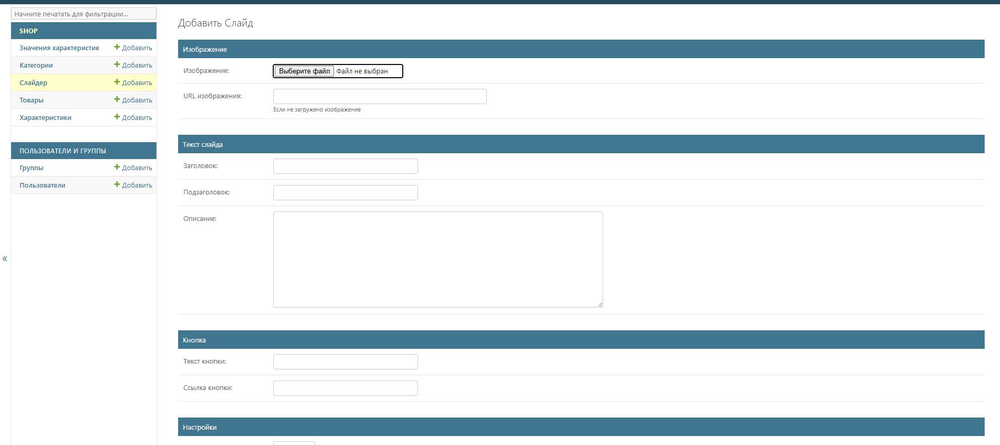 Начните печатать для фильтрации...
SHOP
Значения характеристик Добавить
Категории Добавить
Слайдер Добавить
Товары Добавить
Характеристики Добавить
ПОЛЬЗОВАТЕЛИ И ГРУППЫ
Группы Добавить
Пользователи Добавить
«
Добавить Слайд
Изображение
Изображение: Выберите файл Файл не выбран
URL изображения:
Если не загружено изображение
Текст слайда
Заголовок:
Подзаголовок:
Описание:
Кнопка
Текст кнопки:
Ссылка кнопки:
Настройки